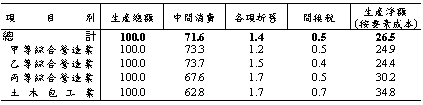 項 目 別 生產總額 中間消費 各項折舊 間接稅 生產淨額
(按要素成本)
總 計 100.0 71.6 1.4 0.5 26.5
甲等綜合營造業 100.0 73.3 1.2 0.5 24.9
乙等綜合營造業 100.0 73.7 1.5 0.4 24.4
丙等綜合營造業 100.0 67.6 1.7 0.5 30.2
土木包工業 100.0 62.8 1.7 0.7 34.8